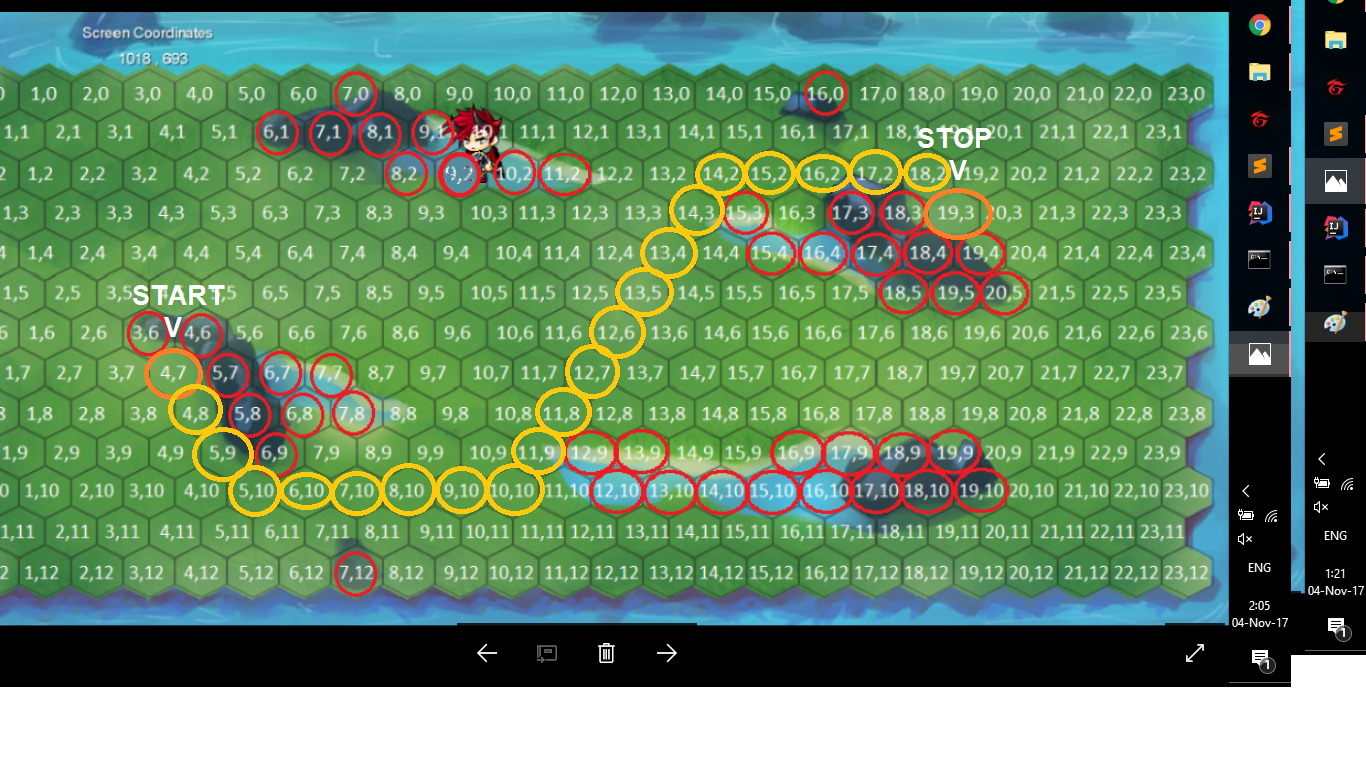 Screen Coordinates
1018 , 693
0 1,0 2,0 3,0 4,0 5,0 6,0 7,0 8,0 9,0 10,0 11,0 12,0 13,0 14,0 15,0 16,0 17,0 18,0 19,0 20,0 21,0 22,0 23,0
1,1 2,1 3,1 4,1 5,1 6,1 7,1 8,1 9,1 10,1 11,1 12,1 13,1 14,1 15,1 16,1 17,1 18,1 20,1 21,1 22,1 23,1
STOP
V
2 1,2 2,2 3,2 4,2 5,2 6,2 7,2 8,2 9,2 10,2 11,2 12,2 13,2 14,2 15,2 16,2 17,2 18,2 19,2 20,2 21,2 22,2 23,2
1,3 2,3 3,3 4,3 5,3 6,3 7,3 8,3 9,3 10,3 11,3 12,3 13,3 14,3 15,3 16,3 17,3 18,3 19,3 20,3 21,3 22,3 23,3
4 1,4 2,4 3,4 4,4 5,4 6,4 7,4 8,4 9,4 10,4 11,4 12,4 13,4 14,4 15,4 16,4 17,4 18,4 19,4 20,4 21,4 22,4 23,4
1,5 2,5 3,5 5,5 6,5 7,5 8,5 9,5 10,5 11,5 12,5 13,5 14,5 15,5 16,5 17,5 18,5 19,5 20,5 21,5 22,5 23,5
START
V
6 1,6 2,6 3,6 4,6 5,6 6,6 7,6 8,6 9,6 10,6 11,6 12,6 13,6 14,6 15,6 16,6 17,6 18,6 19,6 20,6 21,6 22,6 23,6
1,7 2,7 3,7 4,7 5,7 6,7 7,7 8,7 9,7 10,7 11,7 12,7 13,7 14,7 15,7 16,7 17,7 18,7 19,7 20,7 21,7 22,7 23,7
8 1,8 2,8 3,8 4,8 5,8 6,8 7,8 8,8 9,8 10,8 11,8 12,8 13,8 14,8 15,8 16,8 17,8 18,8 19,8 20,8 21,8 22,8 23,8
1,9 2,9 3,9 4,9 5,9 6,9 7,9 8,9 9,9 10,9 11,9 12,9 13,9 14,9 15,9 16,9 17,9 18,9 19,9 20,9 21,9 22,9 23,9
0 1,10 2,10 3,10 4,10 5,10 6,10 7,10 8,10 9,10 10,10 11,10 12,10 13,10 14,10 15,10 16,10 17,10 18,10 19,10 20,10 21,10 22,10 23,10
1,11 2,11 3,11 4,11 5,11 6,11 7,11 8,11 9,11 10,11 11,11 12,11 13,11 14,11 15,11 16,11 17,11 18,11 19,11 20,11 21,11 22,11 23,11
2 1,12 2,12 3,12 4,12 5,12 6,12 7,12 8,12 9,12 10,12 11,12 12,12 13,12 14,12 15,12 16,12 17,12 18,12 19,12 20,12 21,12 22,12 23,12
IJ
ENG
2:05
04-Nov-17
1
IJ
ENG
1:21
04-Nov-17
1